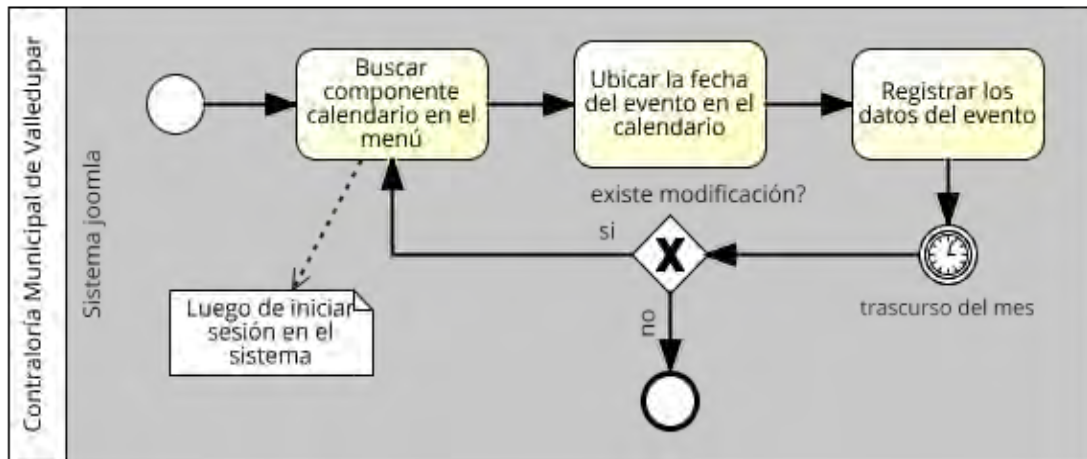 Contraloría Municipal de Valledupar
Sistema joomla
Buscar
componente
calendario en el
menú
Ubicar la fecha
del evento en el
calendario
Registrar los
datos del evento
existe modificación?
si
no
trascurso del mes
Luego de iniciar
sesión en el
sistema